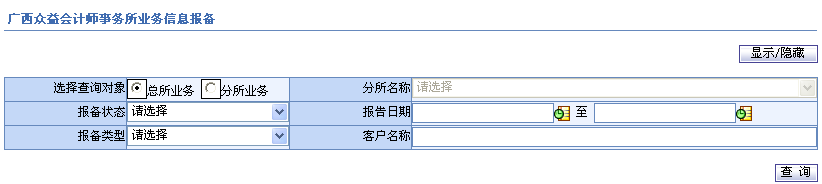 广西众益会计师事务所业务信息报备
显示/隐藏
选择查询对象 总所业务 分所业务 分所名称 请选择
报备状态 请选择 报告日期 至
报备类型 请选择 客户名称
查 询